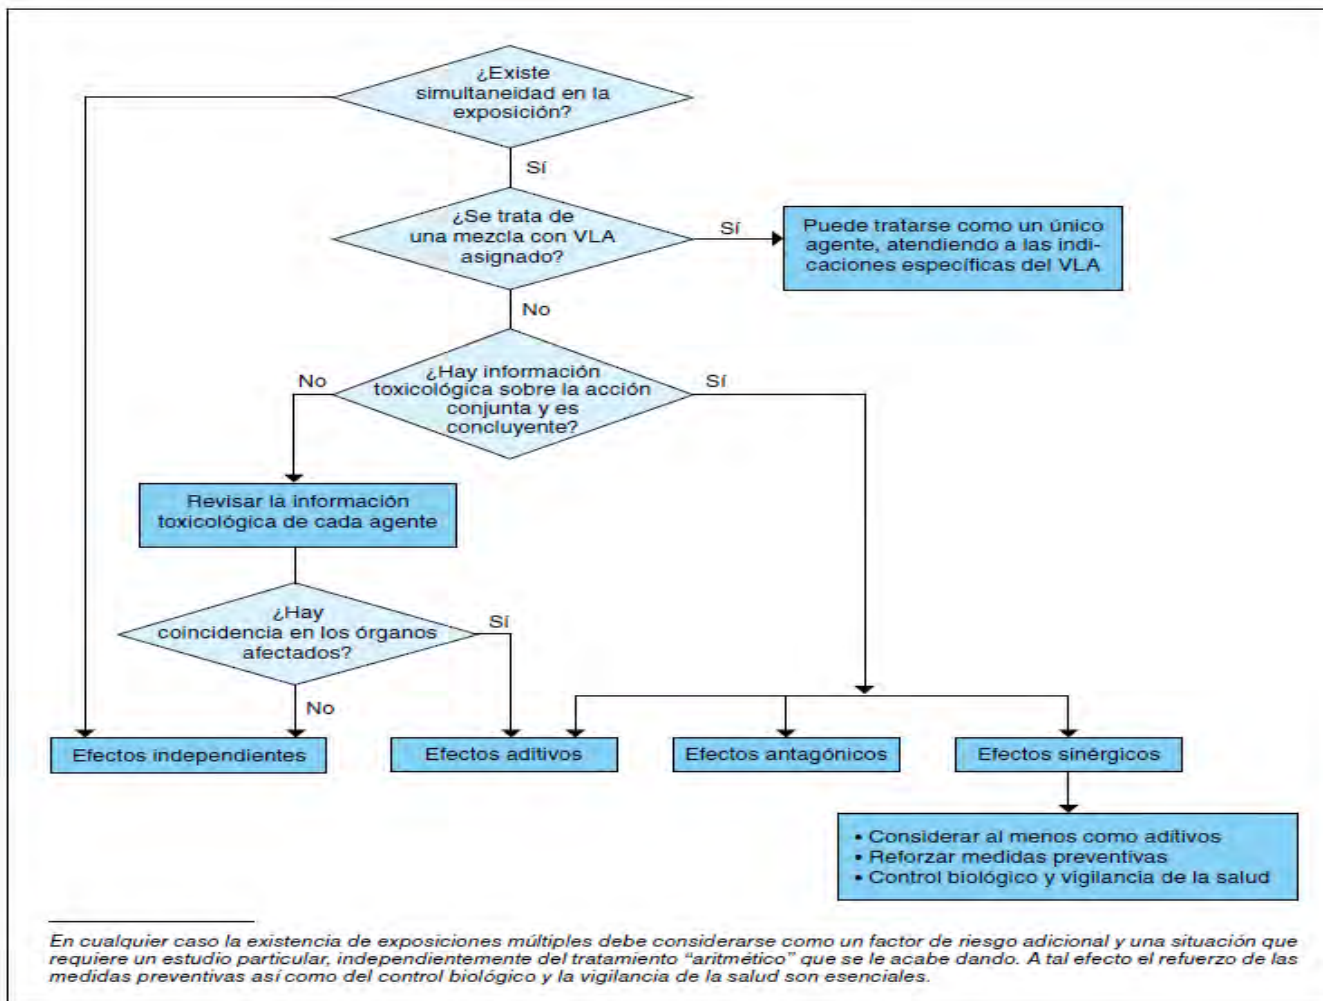 ¿Existe
simultaneidad en la
exposición?
Sí
¿Se trata de
una mezcla con VLA
asignado?
Sí
Puede tratarse como un único
agente, atendiendo a las indi-
caciones específicas del VLA
No
¿Hay información
toxicológica sobre la acción
conjunta y es
concluyente?
No
Sí
Revisar la información
toxicológica de cada agente
¿Hay
coincidencia en los órganos
afectados?
Sí
No
Efectos independientes
Efectos aditivos
Efectos antagónicos
Efectos sinérgicos
• Considerar al menos como aditivos
• Reforzar medidas preventivas
• Control biológico y vigilancia de la salud
En cualquier caso la existencia de exposiciones múltiples debe considerarse como un factor de riesgo adicional y una situación que
requiere un estudio particular, independientemente del tratamiento “aritmético” que se le acabe dando. A tal efecto el refuerzo de las
medidas preventivas así como del control biológico y la vigilancia de la salud son esenciales.